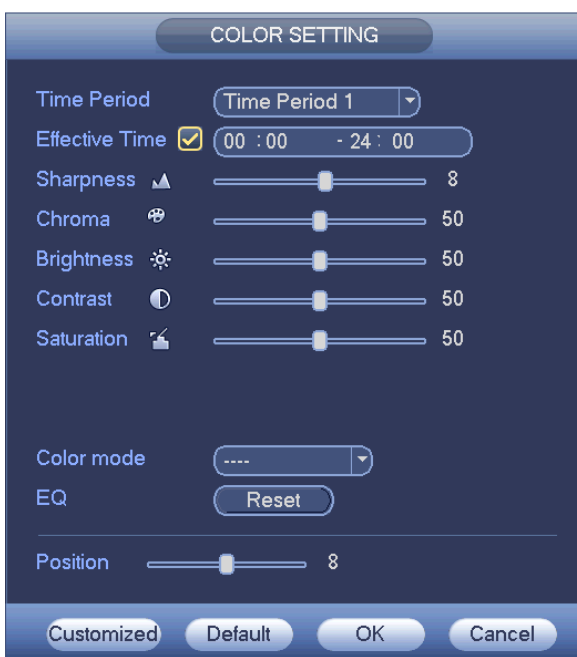 COLOR SETTING
Time Period Time Period 1
Effective Time 00 : 00 - 24 : 00
Sharpness 8
Chroma 50
Brightness 50
Contrast 50
Saturation 50
Color mode ----
EQ Reset
Position 8
Customized Default OK Cancel